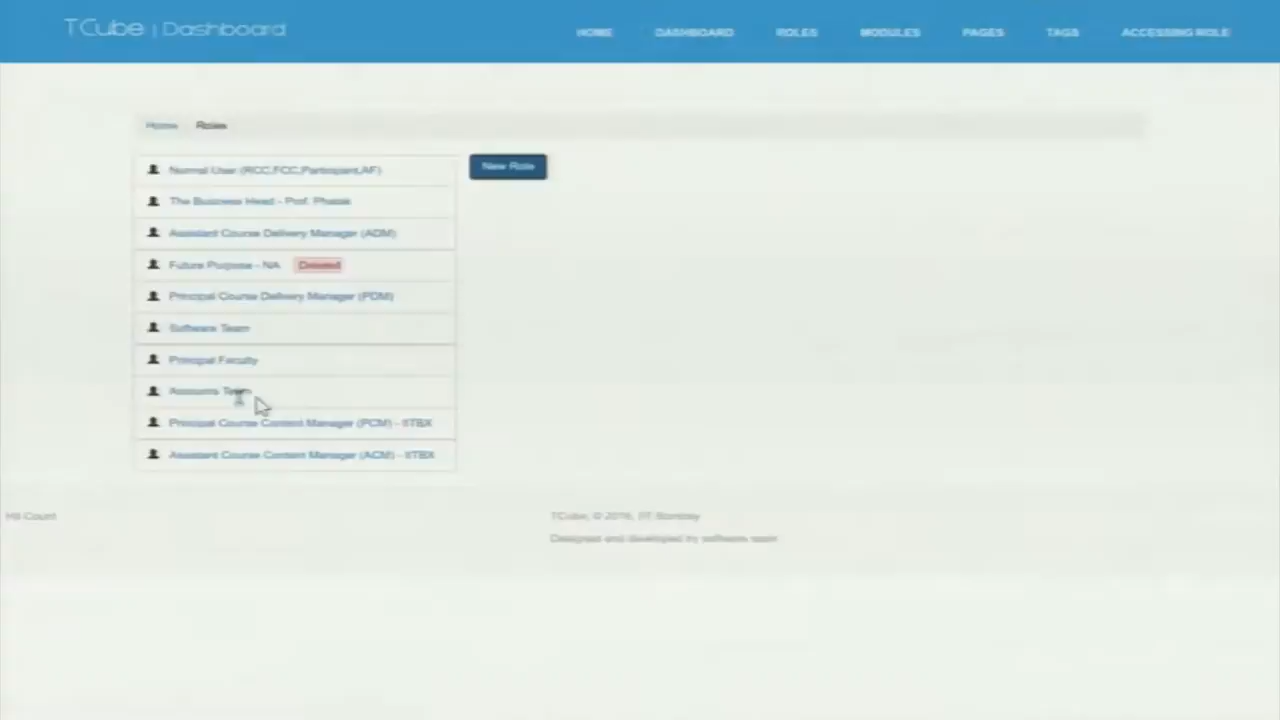 TCube | Dashboard
HOME DASHBOARD ROLES MODULES PAGES TAGS ACCESSING ROLE
Home Roles
Normal User (RCC,FCC,Participant,AF)
New Role
The Business Head - Prof. Phatak
Assistant Course Delivery Manager (ADM)
Future Purpose - NA Deleted
Principal Course Delivery Manager (PDM)
Software Team
Principal Faculty
Accounts Team
Principal Course Content Manager (PCM) - IITBX
Assistant Course Content Manager (ACM) - IITBX
Hit Count
TCube, © 2016, IIT Bombay
Designed and developed by software team